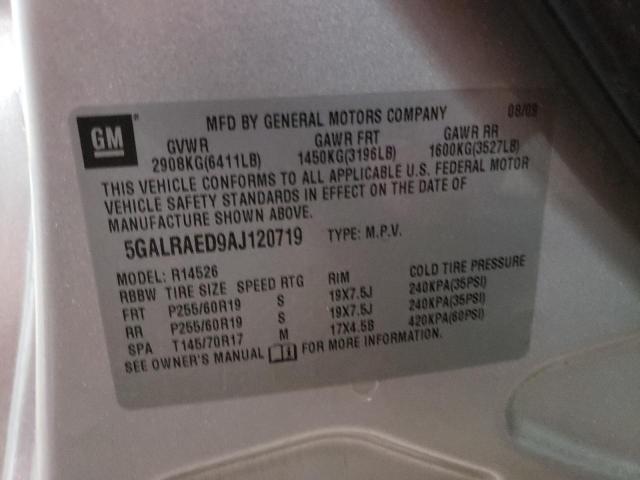 GM
MFD BY GENERAL MOTORS COMPANY 08/09
GVWR GAWR FRT GAWR RR
2908KG(6411LB) 1450KG(3196LB) 1600KG(3527LB)
THIS VEHICLE CONFORMS TO ALL APPLICABLE U.S. FEDERAL MOTOR
VEHICLE SAFETY STANDARDS IN EFFECT ON THE DATE OF
MANUFACTURE SHOWN ABOVE.
5GALRAED9AJ120719 TYPE: M.P.V.
MODEL: R14526
RBBW TIRE SIZE SPEED RTG RIM COLD TIRE PRESSURE
FRT P255/60R19 S 19X7.5J 240KPA(35PSI)
RR P255/60R19 S 19X7.5J 240KPA(35PSI)
SPA T145/70R17 M 17X4.5B 420KPA(60PSI)
SEE OWNER'S MANUAL FOR MORE INFORMATION.